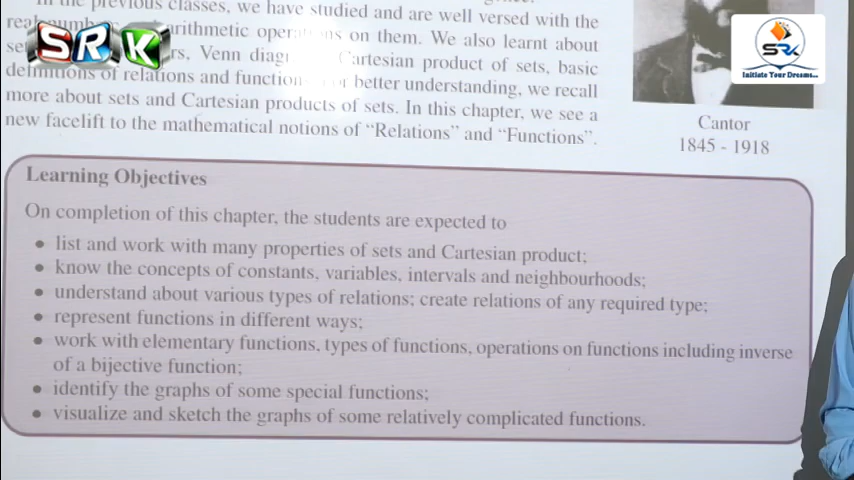 In the previous classes, we have studied and are well versed with the
real numbers arithmetic operations on them. We also learnt about
Venn Cartesian product of sets, basic
definitions of relations and function better understanding, we recall
more about sets and Cartesian products of sets. In this chapter, we see a
new facelift to the mathematical notions of “Relations” and “Functions”.
SRK
SRK
Initiate Your Dreams...
Cantor
1845 - 1918
Learning Objectives
On completion of this chapter, the students are expected to
• list and work with many properties of sets and Cartesian product;
• know the concepts of constants, variables, intervals and neighbourhoods;
• understand about various types of relations; create relations of any required type;
• represent functions in different ways;
• work with elementary functions, types of functions, operations on functions including inverse
of a bijective function;
• identify the graphs of some special functions;
• visualize and sketch the graphs of some relatively complicated functions.